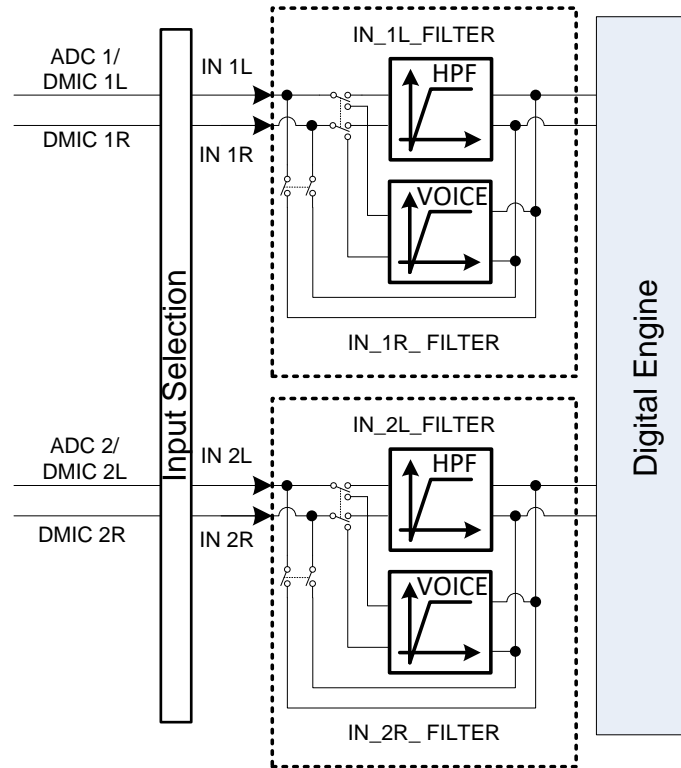 IN_1L_FILTER
ADC 1/
DMIC 1L
IN 1L
HPF
DMIC 1R
IN 1R
VOICE
IN_1R_ FILTER
Input Selection
Digital Engine
IN_2L_FILTER
ADC 2/
DMIC 2L
IN 2L
HPF
DMIC 2R
IN 2R
VOICE
IN_2R_ FILTER